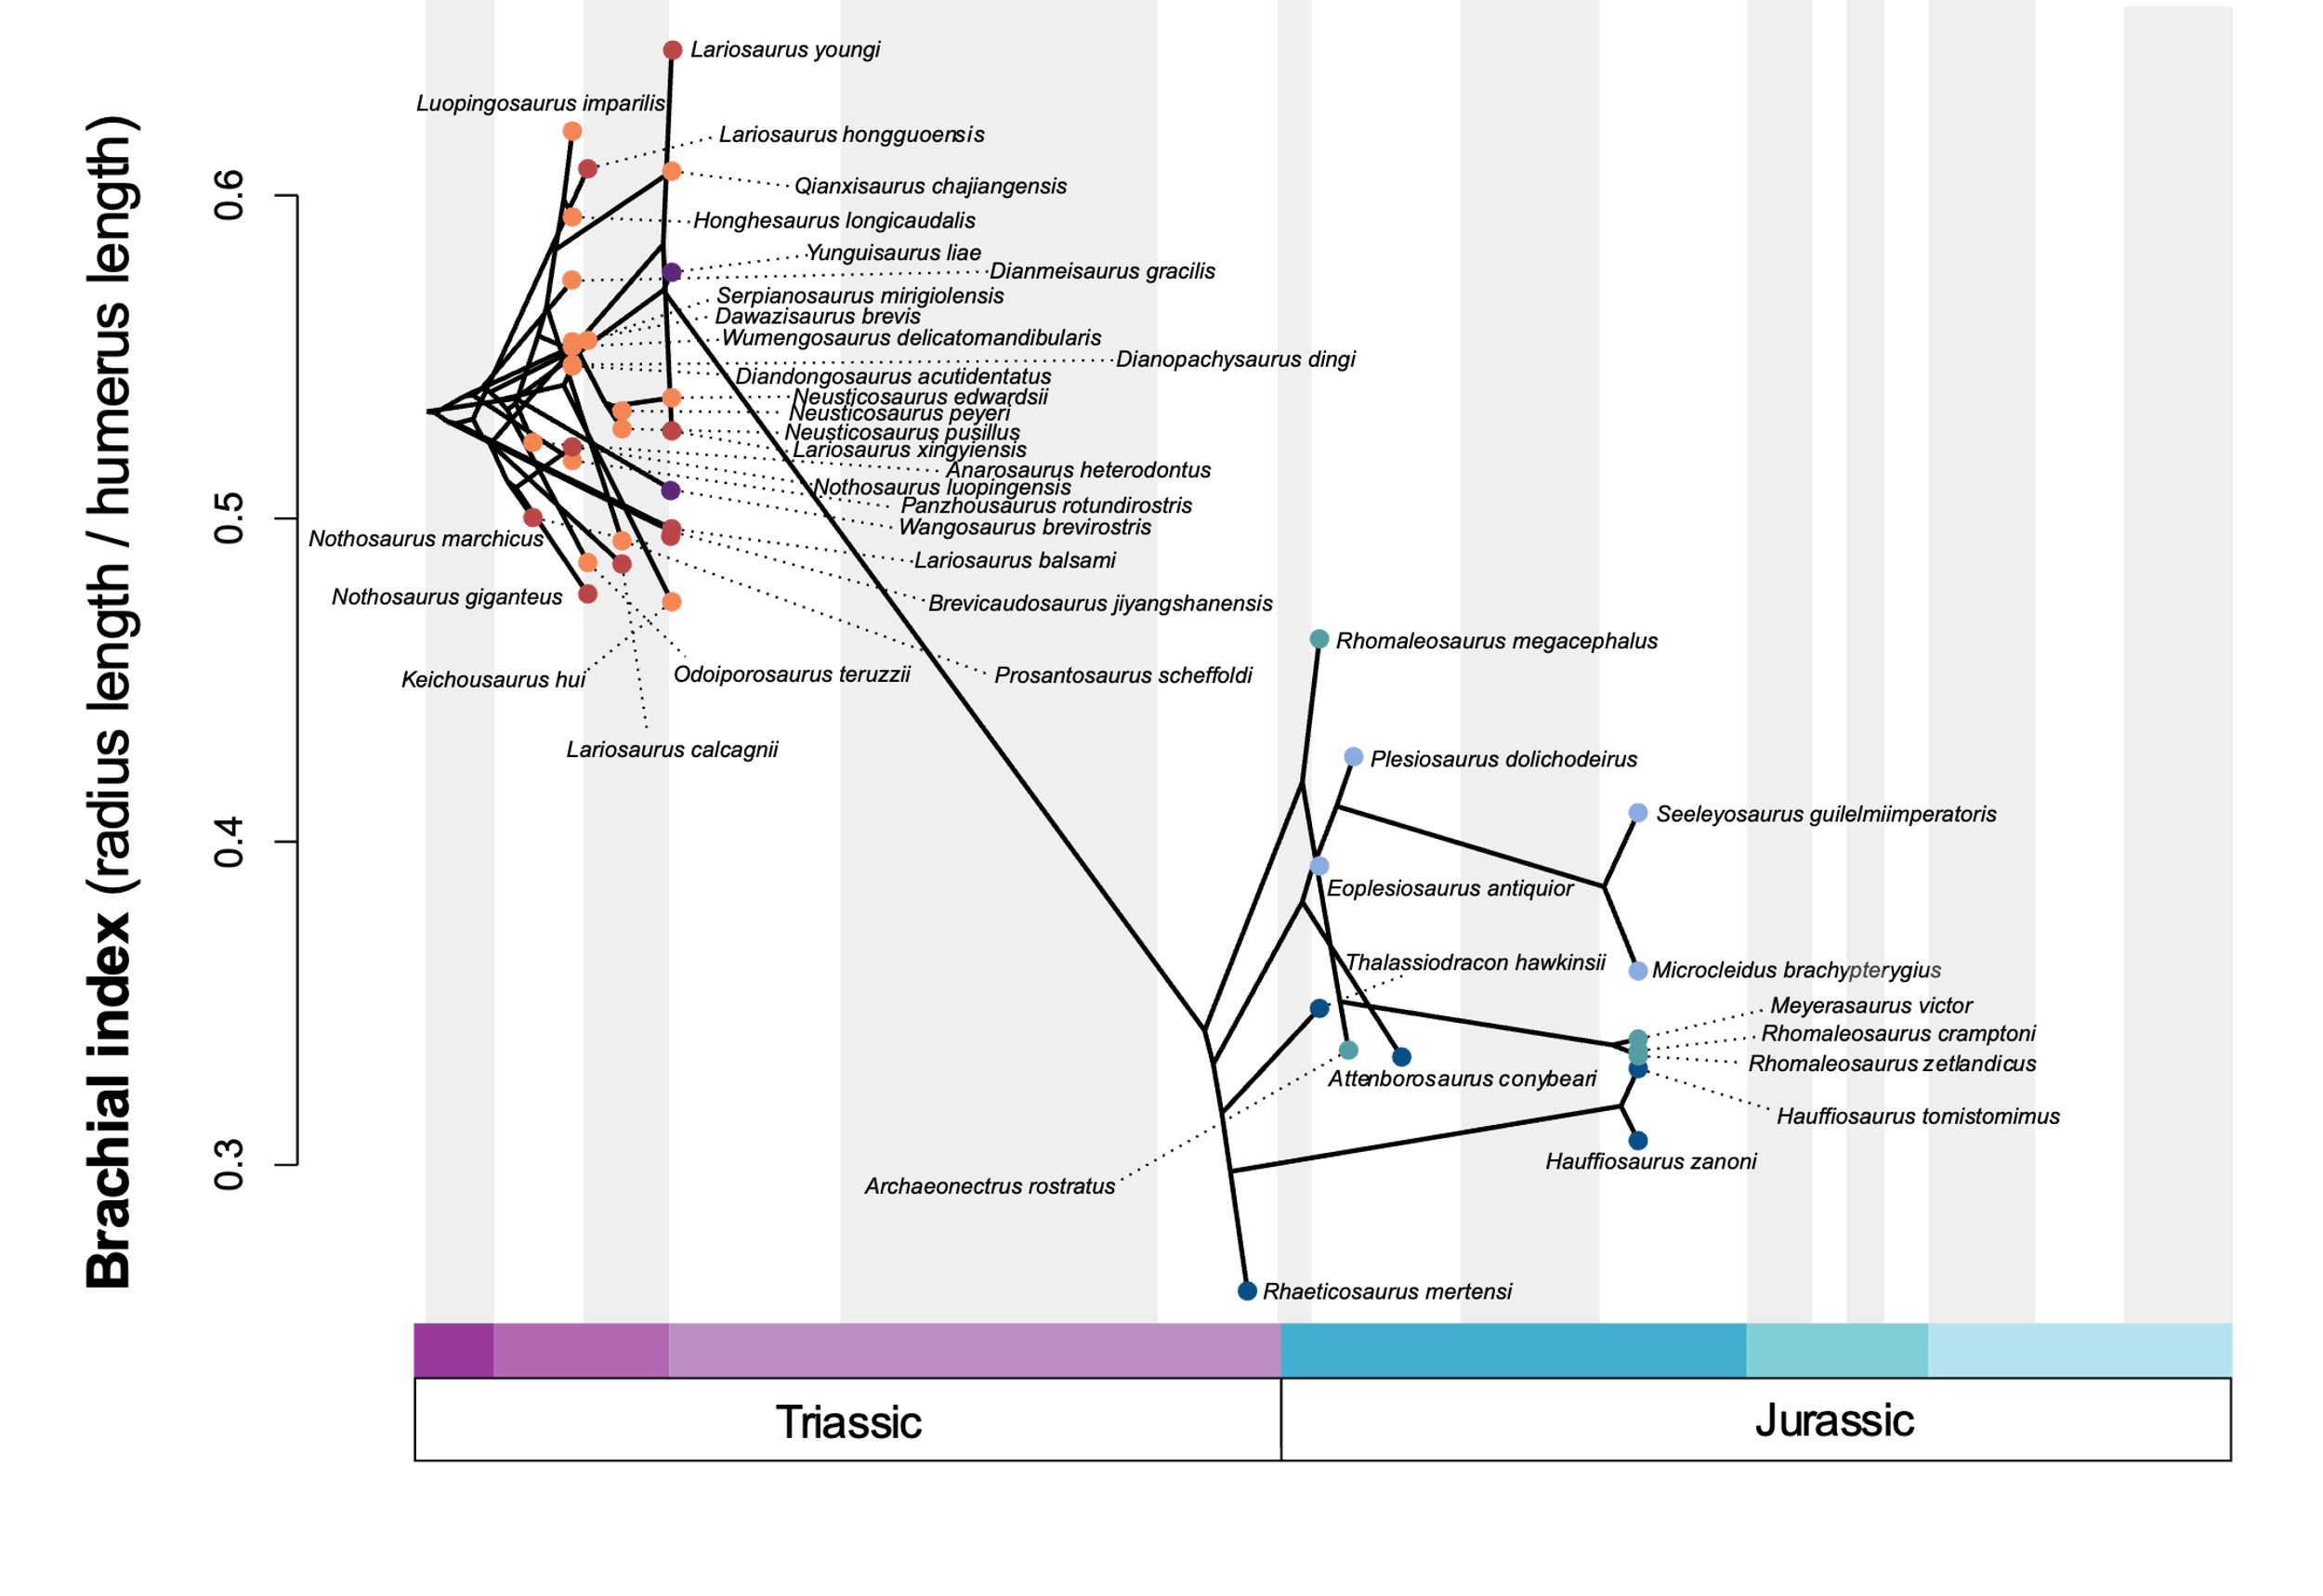 Brachial index (radius length / humerus length)
0.6
0.5
0.4
0.3
Lariosaurus youngi
Luopingosaurus imparilis
Lariosaurus hongguoensis
Qianxisaurus chajiangensis
Honghesaurus longicaudalis
Yunguisaurus liae
Dianmeisaurus gracilis
Serpianosaurus mirigiolensis
Dawazisaurus brevis
Wumengosaurus delicatomandibularis
Dianopachysaurus dingi
Diandongosaurus acutidentatus
Neusticosaurus edwardsii
Neusticosaurus peyeri
Neusticosaurus pusillus
Lariosaurus xingyiensis
Anarosaurus heterodontus
Nothosaurus luopingensis
Panzhousaurus rotundirostris
Wangosaurus brevirostris
Nothosaurus marchicus
Lariosaurus balsami
Nothosaurus giganteus
Brevicaudosaurus jiyangshanensis
Keichousaurus hui
Odoiporosaurus teruzzii
Prosantosaurus scheffoldi
Lariosaurus calcagnii
Rhomaleosaurus megacephalus
Plesiosaurus dolichodeirus
Seeleyosaurus guilelmiimperatoris
Eoplesiosaurus antiquior
Thalassiodracon hawkinsii
Microcleidus brachypterygius
Meyerasaurus victor
Rhomaleosaurus cramptoni
Rhomaleosaurus zetlandicus
Attenborosaurus conybeari
Hauffiosaurus tomistomimus
Hauffiosaurus zanoni
Archaeonectrus rostratus
Rhaeticosaurus mertensi
Triassic
Jurassic